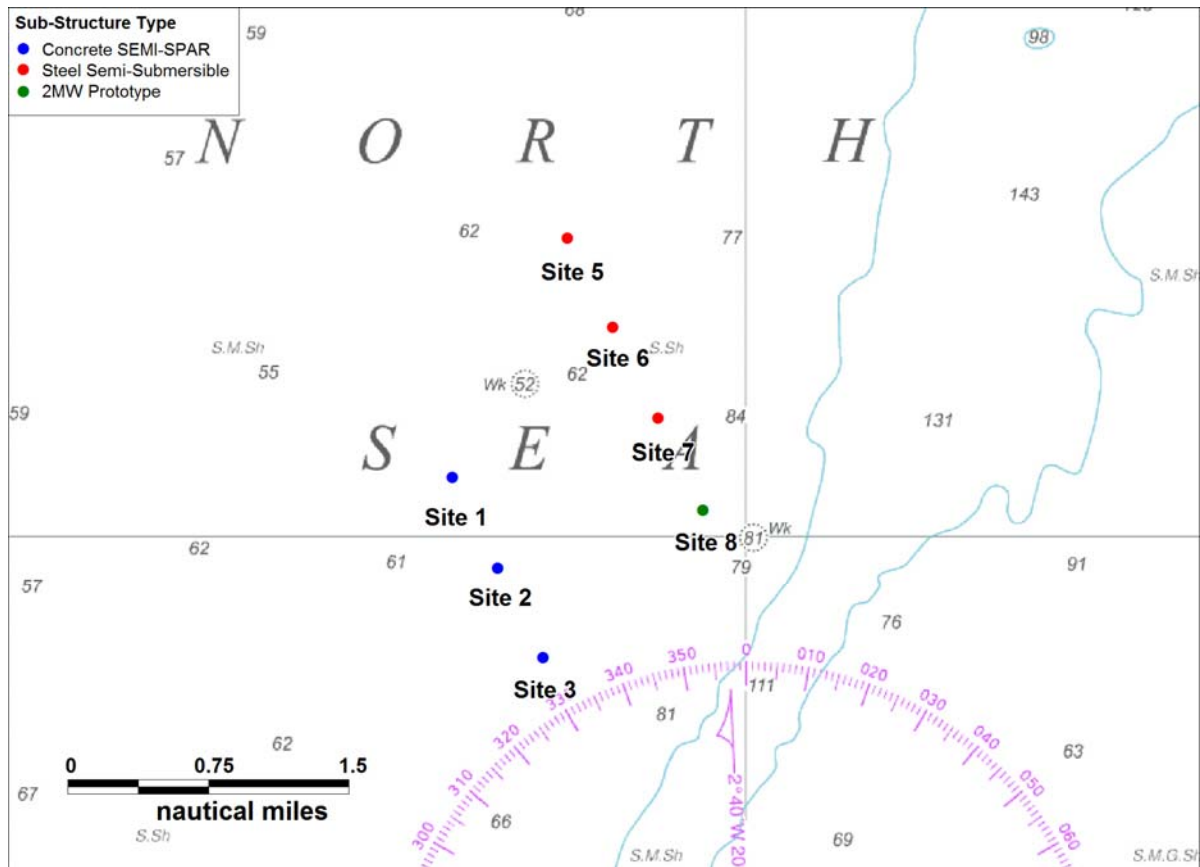 Sub-Structure Type
Concrete SEMI-SPAR
Steel Semi-Submersible
2MW Prototype
68
59
98
57
N O R T H
143
62
77
Site 5
S.M.Sh
S.M.Sh
Site 6
S.Sh
55
Wk 52
62
59
84
131
S E A
Site 7
Site 1
Site 8
81 Wk
62
61
79
91
57
Site 2
76
350 0 010
340 020
Site 3
111
330
030
81
320
040
62
63
0 0.75 1.5
nautical miles
310
050
67
2°40'W 20
66
300
060
S.Sh
69
S.M.Sh
S.M.G.Sh